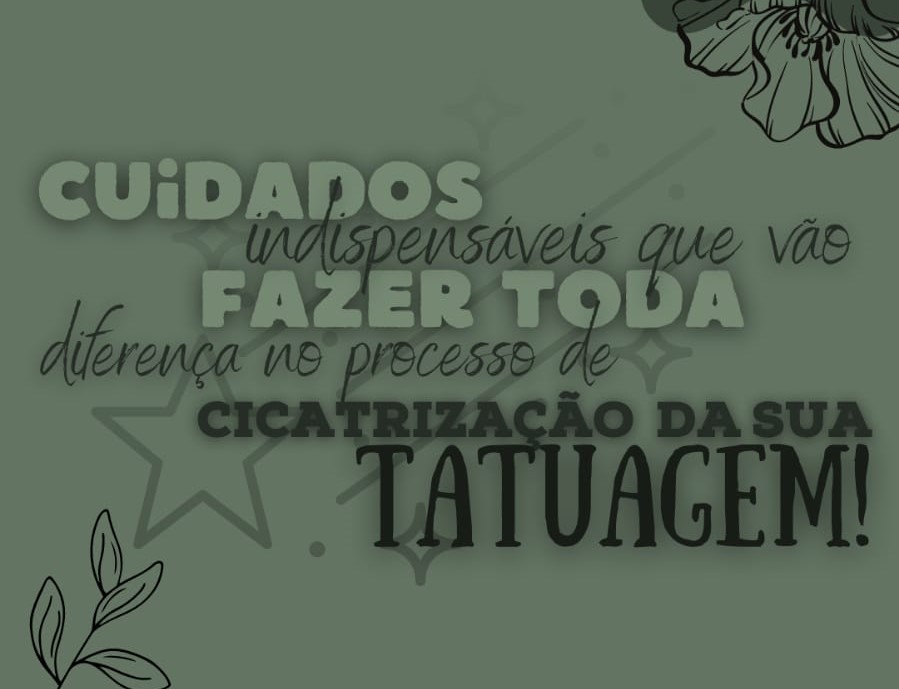 CUiDADOS
indispensáveis que vão
FAZER TODA
diferença no processo de
CICATRIZAÇÃO DA SUA
TATUAGEM!